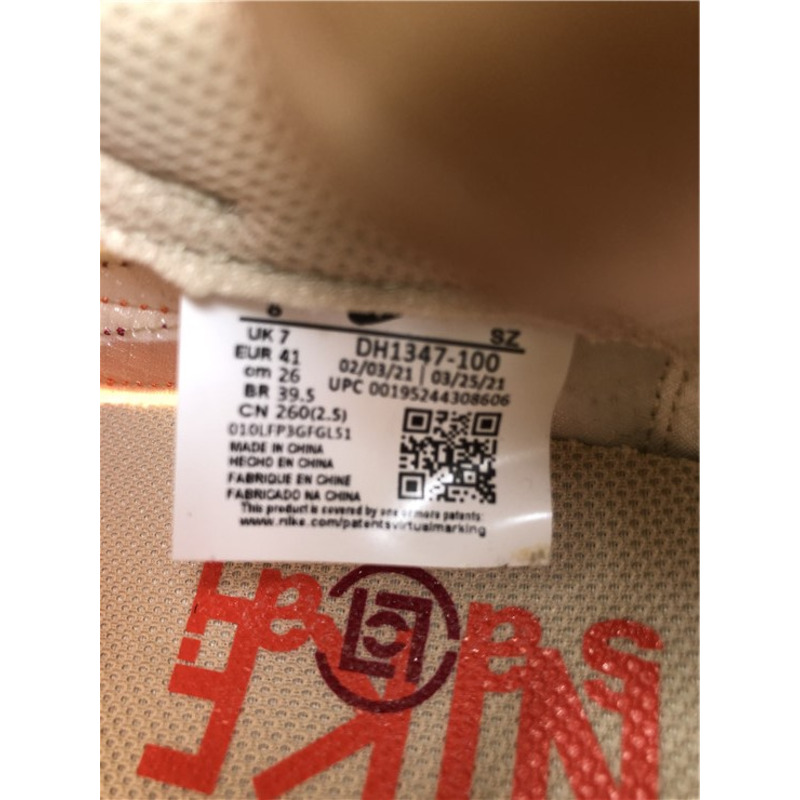 8 SZ
UK 7
EUR 41
cm 26
BR 39.5
CN 260(2.5)
DH1347-100
02/03/21 | 03/25/21
UPC 00195244308606
010LFP3GFGL51
MADE IN CHINA
HECHO EN CHINA
FABRIQUE EN CHINE
FABRICADO NA CHINA
This product is covered by one or more patents:
www.nike.com/patentsvirtualmarking
sacai
NIKE